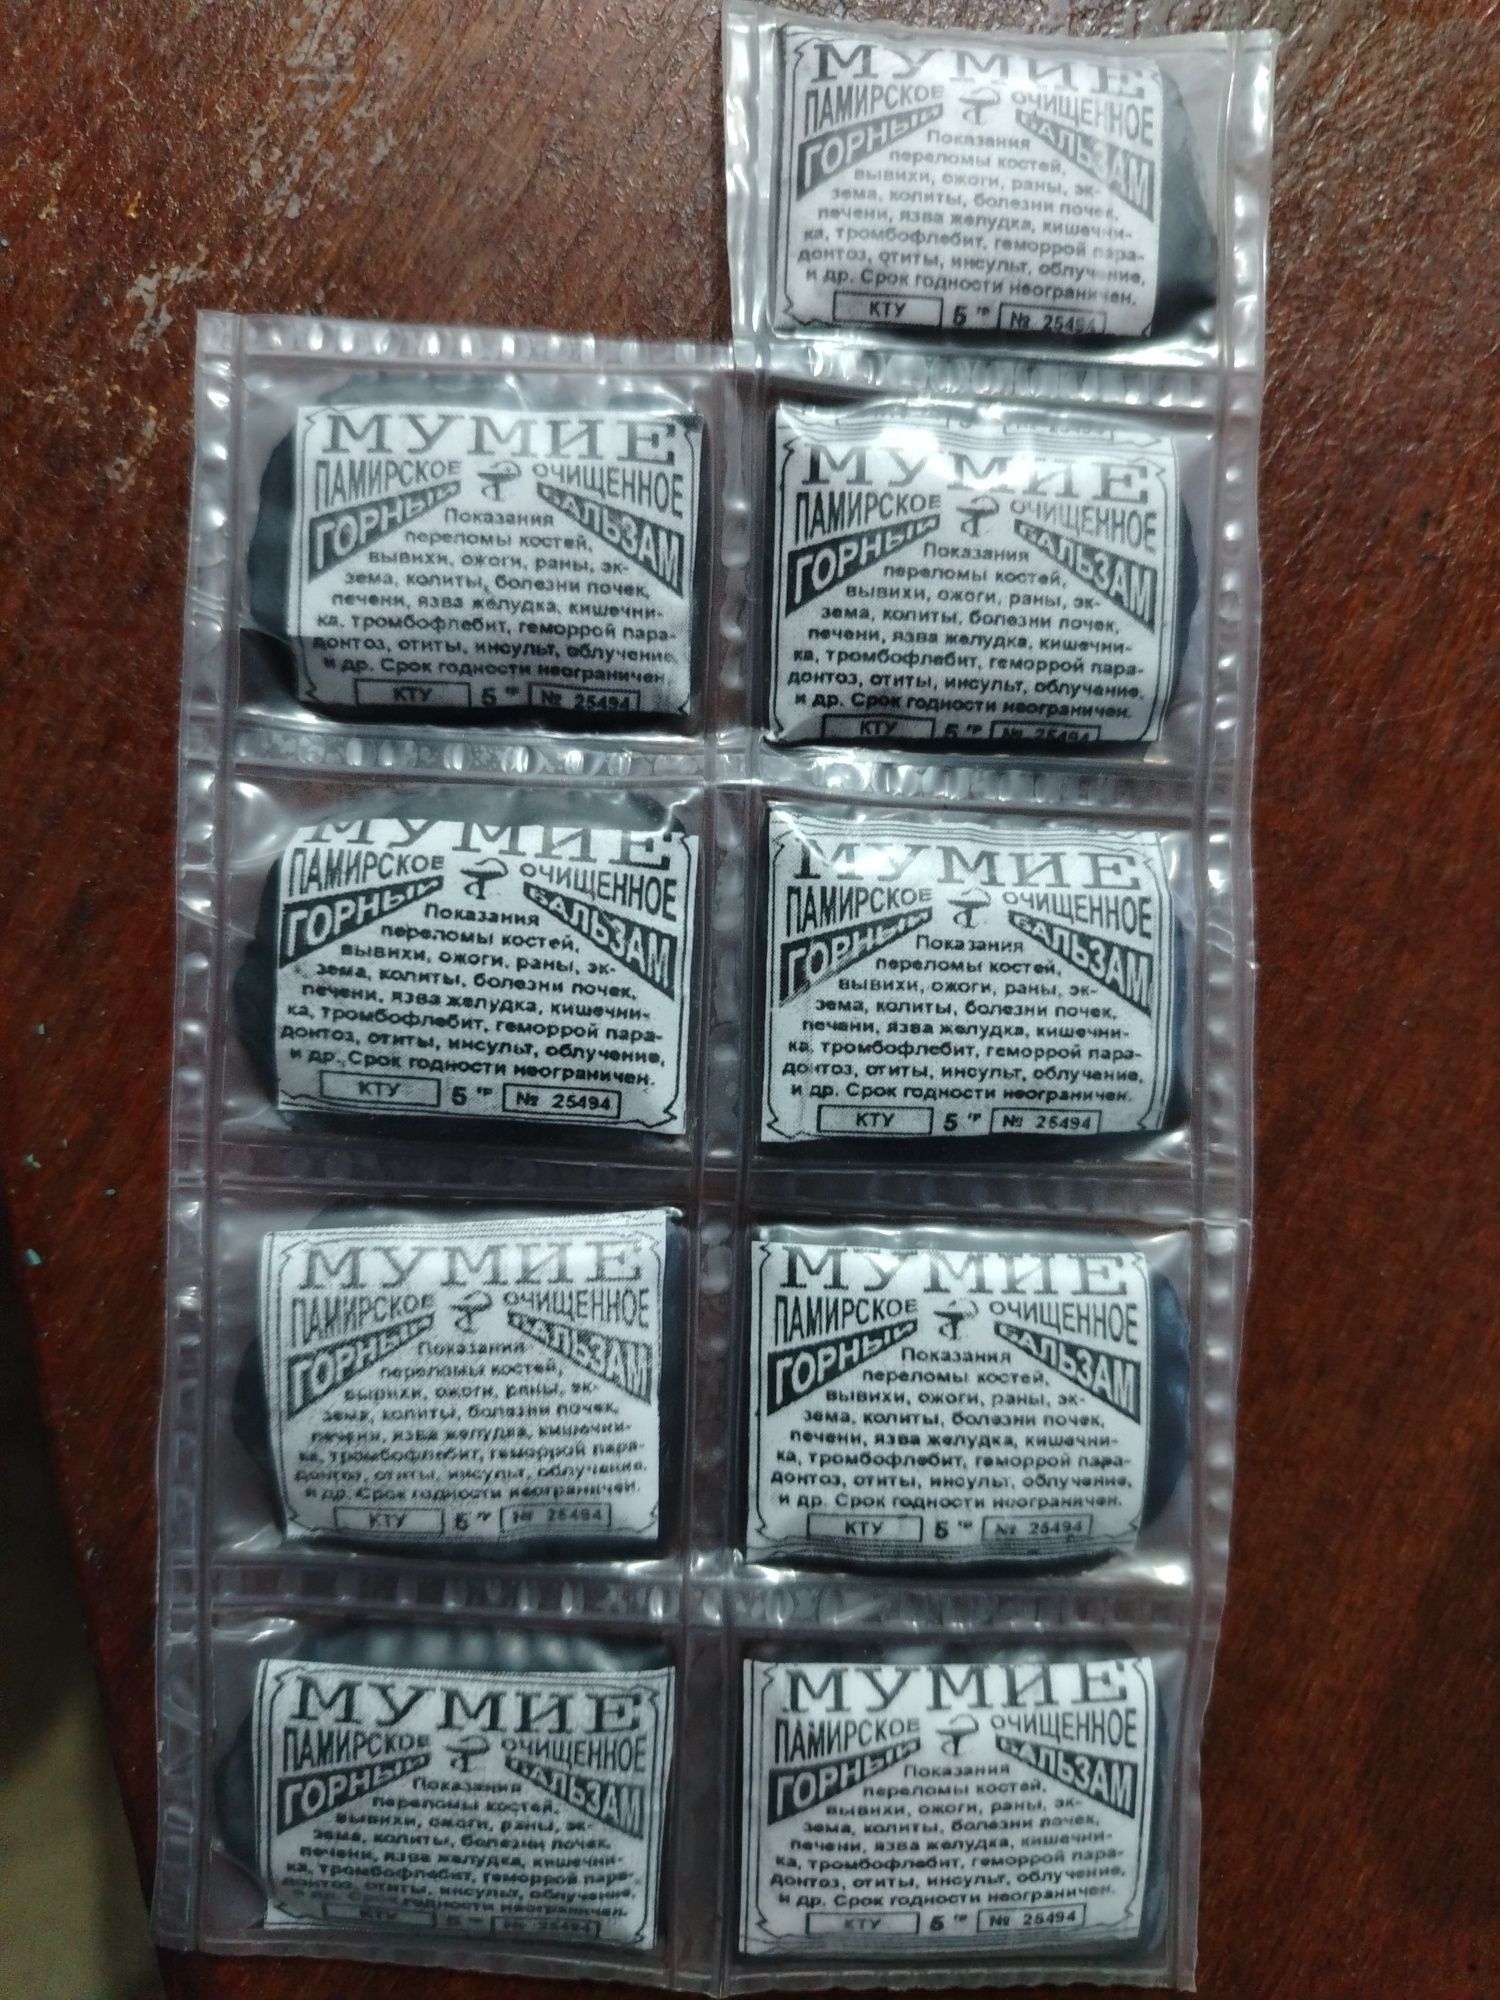 МУМИЕ
ПАМИРСКОЕ ОЧИЩЕННОЕ
ГОРНЫЙ БАЛЬЗАМ
Показания
переломы костей,
вывихи, ожоги, раны, эк-
зема, колиты, болезни почек,
печени, язва желудка, кишечни-
ка, тромбофлебит, геморрой пара-
донтоз, отиты, инсульт, облучение,
и др. Срок годности неограничен.
КТУ 5 гр № 25494
МУМИЕ
ПАМИРСКОЕ ОЧИЩЕННОЕ
ГОРНЫЙ БАЛЬЗАМ
Показания
переломы костей,
вывихи, ожоги, раны, эк-
зема, колиты, болезни почек,
печени, язва желудка, кишечни-
ка, тромбофлебит, геморрой пара-
донтоз, отиты, инсульт, облучение,
и др. Срок годности неограничен.
КТУ 5 гр № 25494
МУМИЕ
ПАМИРСКОЕ ОЧИЩЕННОЕ
ГОРНЫЙ БАЛЬЗАМ
Показания
переломы костей,
вывихи, ожоги, раны, эк-
зема, колиты, болезни почек,
печени, язва желудка, кишечни-
ка, тромбофлебит, геморрой пара-
донтоз, отиты, инсульт, облучение,
и др. Срок годности неограничен.
КТУ 5 гр № 25494
МУМИЕ
ПАМИРСКОЕ ОЧИЩЕННОЕ
ГОРНЫЙ БАЛЬЗАМ
Показания
переломы костей,
вывихи, ожоги, раны, эк-
зема, колиты, болезни почек,
печени, язва желудка, кишечни-
ка, тромбофлебит, геморрой пара-
донтоз, отиты, инсульт, облучение,
и др. Срок годности неограничен.
КТУ 5 гр № 25494
МУМИЕ
ПАМИРСКОЕ ОЧИЩЕННОЕ
ГОРНЫЙ БАЛЬЗАМ
Показания
переломы костей,
вывихи, ожоги, раны, эк-
зема, колиты, болезни почек,
печени, язва желудка, кишечни-
ка, тромбофлебит, геморрой пара-
донтоз, отиты, инсульт, облучение,
и др. Срок годности неограничен.
КТУ 5 гр № 25494
МУМИЕ
ПАМИРСКОЕ ОЧИЩЕННОЕ
ГОРНЫЙ БАЛЬЗАМ
Показания
переломы костей,
вывихи, ожоги, раны, эк-
зема, колиты, болезни почек,
печени, язва желудка, кишечни-
ка, тромбофлебит, геморрой пара-
донтоз, отиты, инсульт, облучение,
и др. Срок годности неограничен.
КТУ 5 гр № 25494
МУМИЕ
ПАМИРСКОЕ ОЧИЩЕННОЕ
ГОРНЫЙ БАЛЬЗАМ
Показания
переломы костей,
вывихи, ожоги, раны, эк-
зема, колиты, болезни почек,
печени, язва желудка, кишечни-
ка, тромбофлебит, геморрой пара-
донтоз, отиты, инсульт, облучение,
и др. Срок годности неограничен.
КТУ 5 гр № 25494
МУМИЕ
ПАМИРСКОЕ ОЧИЩЕННОЕ
ГОРНЫЙ БАЛЬЗАМ
Показания
переломы костей,
вывихи, ожоги, раны, эк-
зема, колиты, болезни почек,
печени, язва желудка, кишечни-
ка, тромбофлебит, геморрой пара-
донтоз, отиты, инсульт, облучение,
и др. Срок годности неограничен.
КТУ 5 гр № 25494
МУМИЕ
ПАМИРСКОЕ ОЧИЩЕННОЕ
ГОРНЫЙ БАЛЬЗАМ
Показания
переломы костей,
вывихи, ожоги, раны, эк-
зема, колиты, болезни почек,
печени, язва желудка, кишечни-
ка, тромбофлебит, геморрой пара-
донтоз, отиты, инсульт, облучение,
и др. Срок годности неограничен.
КТУ 5 гр № 25494